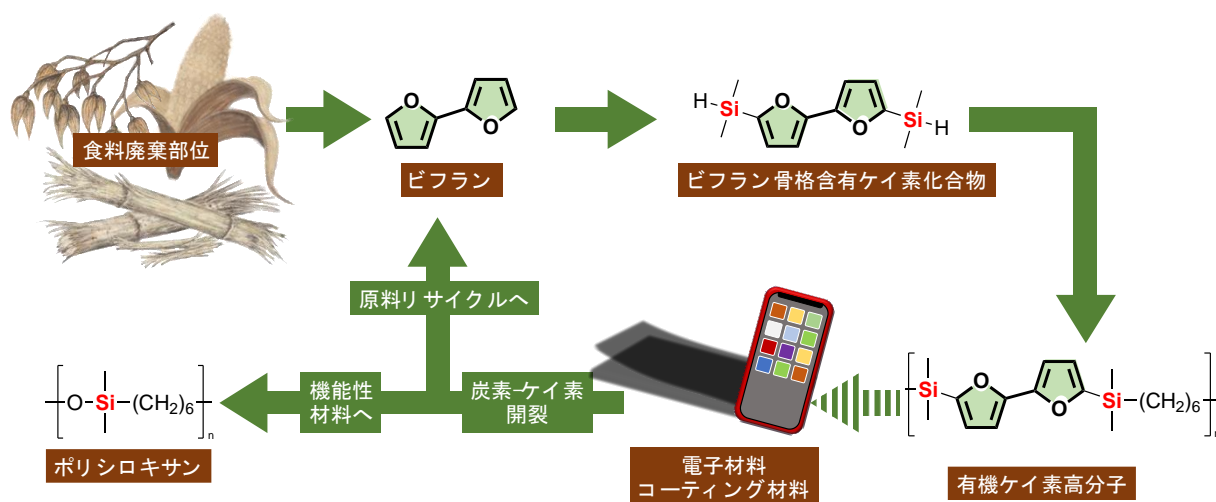 食料廃棄部位
O
O
ビフラン
H
Si
O
O
Si
H
ビフラン骨格含有ケイ素化合物
原料リサイクルへ
機能性
材料へ
炭素-ケイ素
開裂
O Si (CH2)6
n
ポリシロキサン
電子材料
コーティング材料
Si
O
O
Si (CH2)6
n
有機ケイ素高分子